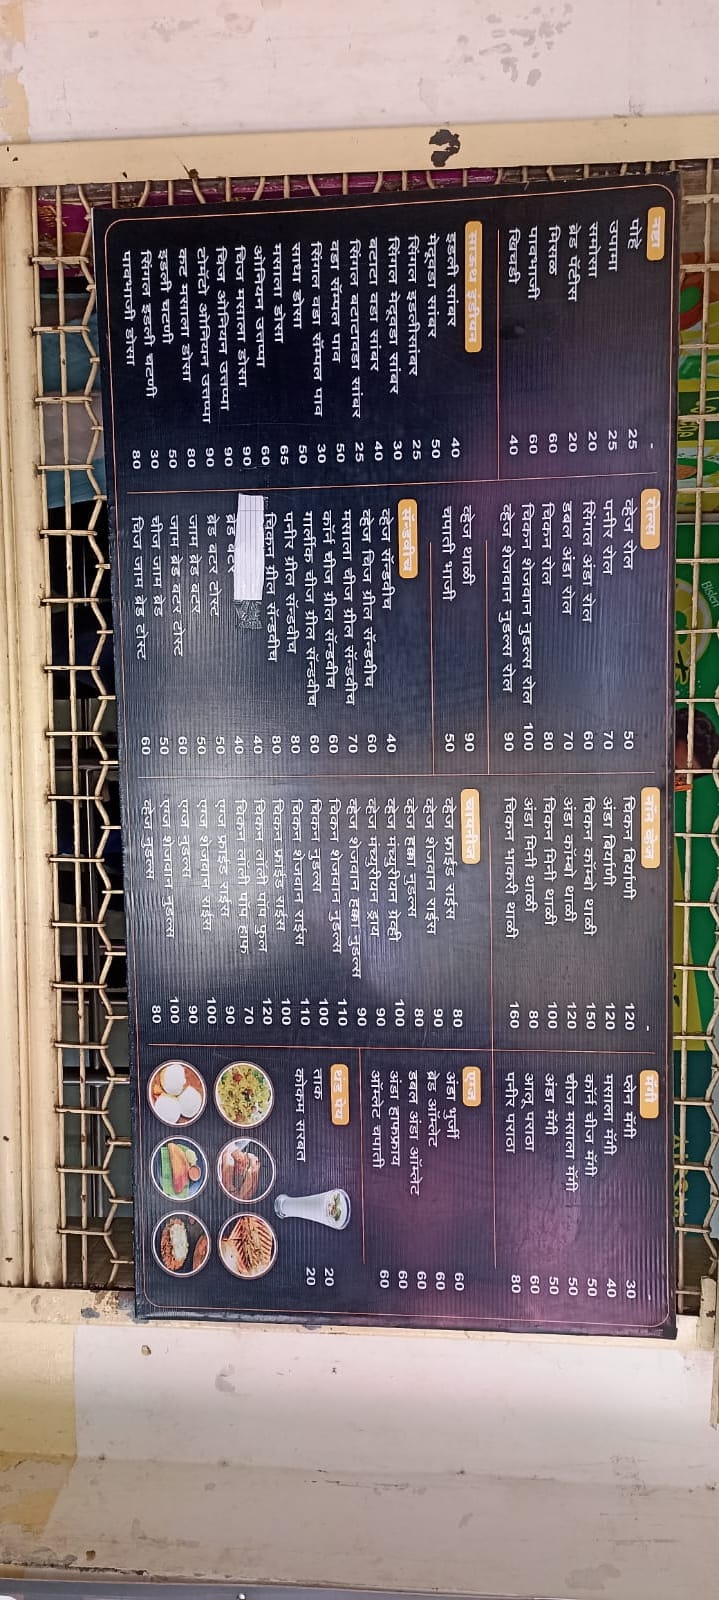 नाश्ता
पोहे 25
उपमा 25
समोसा 20
ब्रेड पॅटीस 20
मिसळ 60
पावभाजी 60
खिचडी 40
साऊथ इंडीयन
इडली सांबर 40
मेदूवडा सांबर 50
सिंगल इडलीसांबर 25
सिंगल मेदूवडा सांबर 30
बटाटा वडा सांबर 40
सिंगल बटाटावडा सांबर 25
वडा सॅम्पल पाव 50
सिंगल वडा सॅम्पल पाव 30
साधा डोसा 50
मसाला डोसा 65
ओनियन उत्तप्पा 60
चिज मसाला डोसा 90
चिज ओनियन उत्तप्पा 90
टोमॅटो ओनियन उत्तप्पा 90
कट मसाला डोसा 80
इडली चटणी 50
सिंगल इडली चटणी 30
पावभाजी डोसा 80
रोल्स
व्हेज रोल 50
पनीर रोल 70
सिंगल अंडा रोल 60
डबल अंडा रोल 70
चिकन रोल 80
चिकन शेजवान नुडल्स रोल 100
व्हेज शेजवान नुडल्स रोल 90
व्हेज थाळी 90
चपाती भाजी 50
सॅन्डवीच
व्हेज सॅन्डवीच 40
व्हेज चिज ग्रील सॅन्डवीच 60
मसाला चीज ग्रील सॅन्डवीच 70
कॉर्न चीज ग्रील सॅन्डवीच 60
गार्लीक चीज ग्रील सॅन्डवीच 60
पनीर ग्रील सॅन्डवीच 80
चिकन ग्रील सॅन्डवीच 80
40
ब्रेड बटर 40
ब्रेड बटर टोस्ट 50
जाम ब्रेड बटर 50
जाम ब्रेड बटर टोस्ट 60
चीज जाम ब्रेड 50
चिज जाम ब्रेड टोस्ट 60
नॉन व्हेज
चिकन बिर्याणी 120
अंडा बिर्याणी 120
चिकन कॉम्बो थाळी 150
अंडा कॉम्बो थाळी 120
चिकन मिनी थाळी 100
अंडा मिनी थाळी 80
चिकन भाकरी थाळी 160
चायनीज
व्हेज फ्राईड राईस 80
व्हेज शेजवान राईस 90
व्हेज हक्का नुडल्स 80
व्हेज मंच्युरीयन ग्रेव्ही 100
व्हेज मंच्युरीयन ड्राय 90
व्हेज शेजवान हक्का नुडल्स 90
चिकन शेजवान नुडल्स 110
चिकन नुडल्स 100
चिकन शेजवान राईस 110
चिकन फ्राईड राईस 100
चिकन लॉली पॉप फुल 120
चिकन लॉली पॉप हाफ 70
एग्ज फ्राईड राईस 90
एग्ज शेजवान राईस 100
एग्ज नुडल्स 90
एग्ज शेजवान नुडल्स 100
व्हेज नुडल्स 80
मॅगी
प्लेन मॅगी 30
मसाला मॅगी 40
कॉर्न चीज मॅगी 50
चीज मसाला मॅगी 50
अंडा मॅगी 50
आलू पराठा 60
पनीर पराठा 80
एग्ज
अंडा भुर्जी 60
ब्रेड ऑम्लेट 60
डबल अंडा ऑम्लेट 60
अंडा हाफफ्राय 60
ऑम्लेट चपाती 60
थंड पेय
ताक 20
कोकम सरबत 20